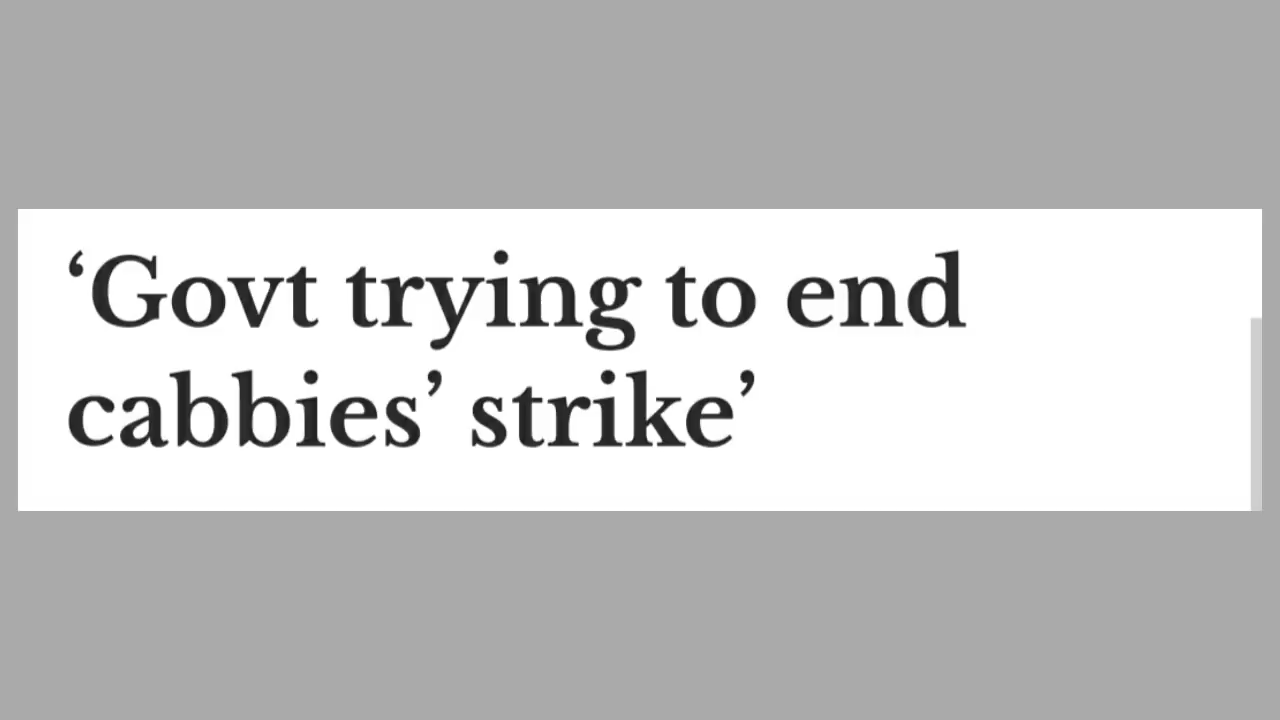 ‘Govt trying to end
cabbies’ strike’